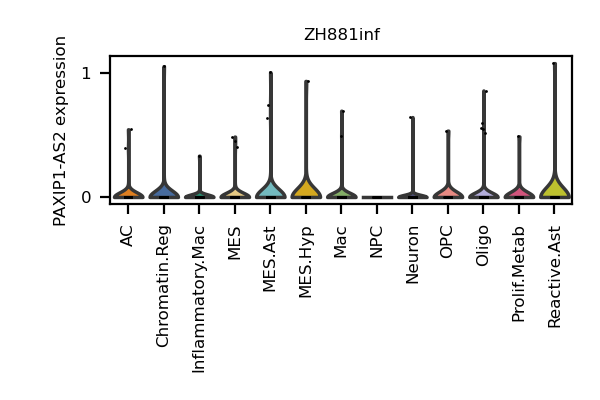 ZH881inf
PAXIP1-AS2 expression
1
0
AC
Chromatin.Reg
Inflammatory.Mac
MES
MES.Ast
MES.Hyp
Mac
NPC
Neuron
OPC
Oligo
Prolif.Metab
Reactive.Ast